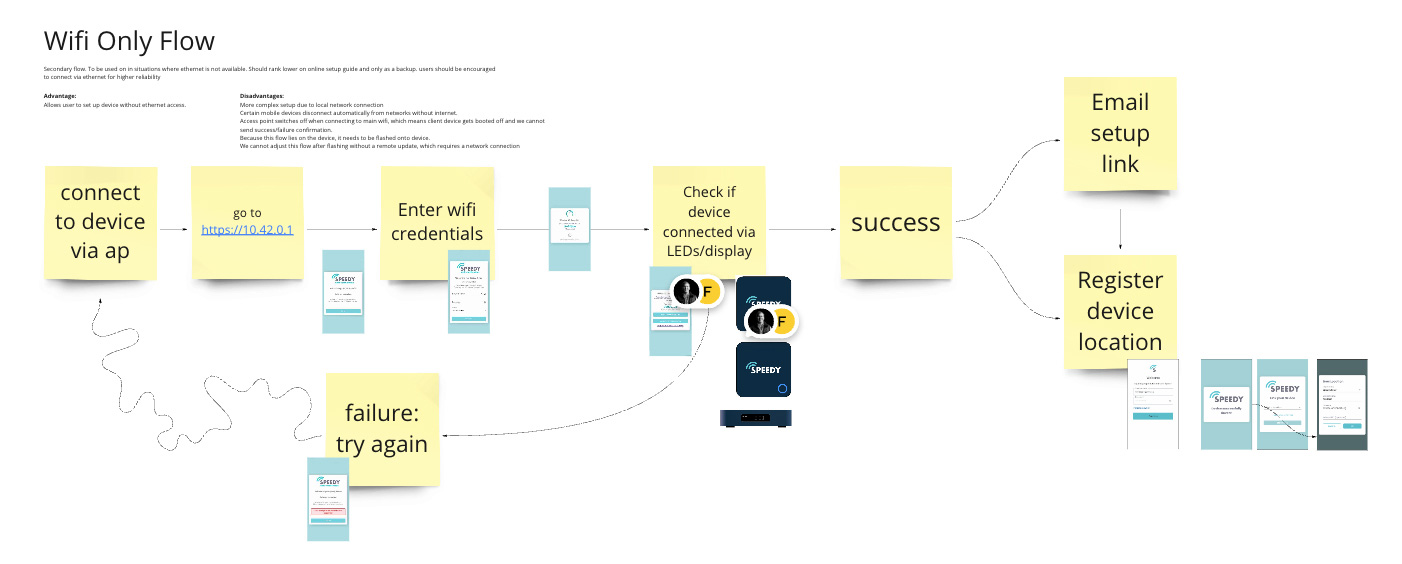 Wifi Only Flow
Secondary flow. To be used on in situations where ethernet is not available. Should rank lower on online setup guide and only as a backup. users should be encouraged
to connect via ethernet for higher reliability
Advantage:
Allows user to set up device without ethernet access.
Disadvantages:
More complex setup due to local network connection
Certain mobile devices disconnect automatically from networks without internet.
Access point switches off when connecting to main wifi, which means client device gets booted off and we cannot
send success/failure confirmation.
Because this flow lies on the device, it needs to be flashed onto device.
We cannot adjust this flow after flashing without a remote update, which requires a network connection
connect
to device
via ap
go to
https://10.42.0.1
Enter wifi
credentials
Check if
device
connected via
LEDs/display
success
Email
setup
link
Register
device
location
failure:
try again
SPEEDY
SPEEDY
F
SPEEDY
F
SPEEDY
SPEEDY
SPEEDY
SPEEDY